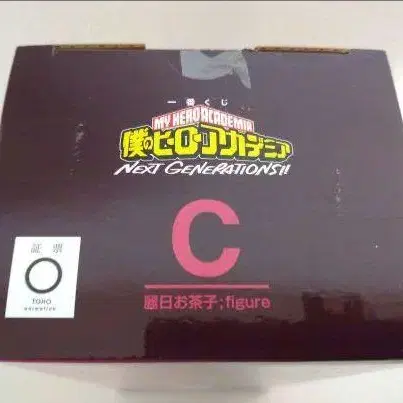 一番くじ
MY HERO ACADEMIA
僕のヒーローアカデミア
NEXT GENERATIONS!!
C
麗日お茶子;figure
証票
TOHO
animation